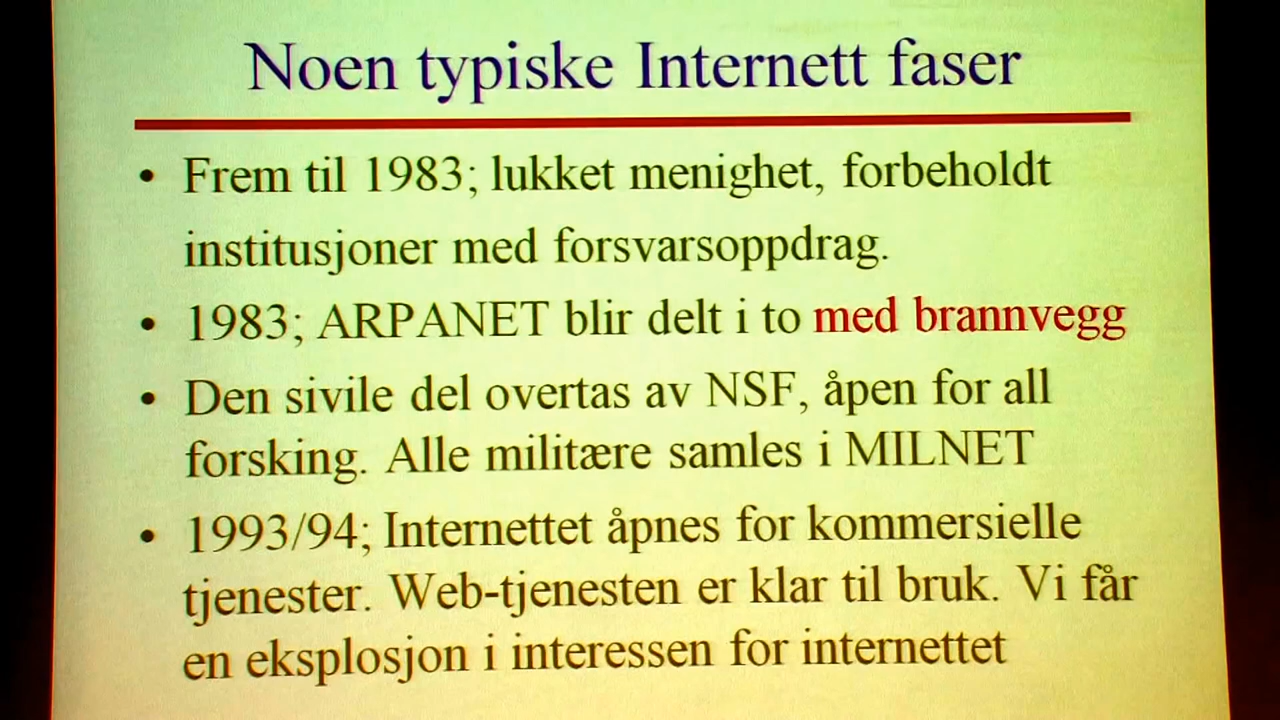 Noen typiske Internett faser
• Frem til 1983; lukket menighet, forbeholdt
institusjoner med forsvarsoppdrag.
• 1983; ARPANET blir delt i to med brannvegg
• Den sivile del overtas av NSF, åpen for all
forsking. Alle militære samles i MILNET
• 1993/94; Internettet åpnes for kommersielle
tjenester. Web-tjenesten er klar til bruk. Vi får
en eksplosjon i interessen for internettet